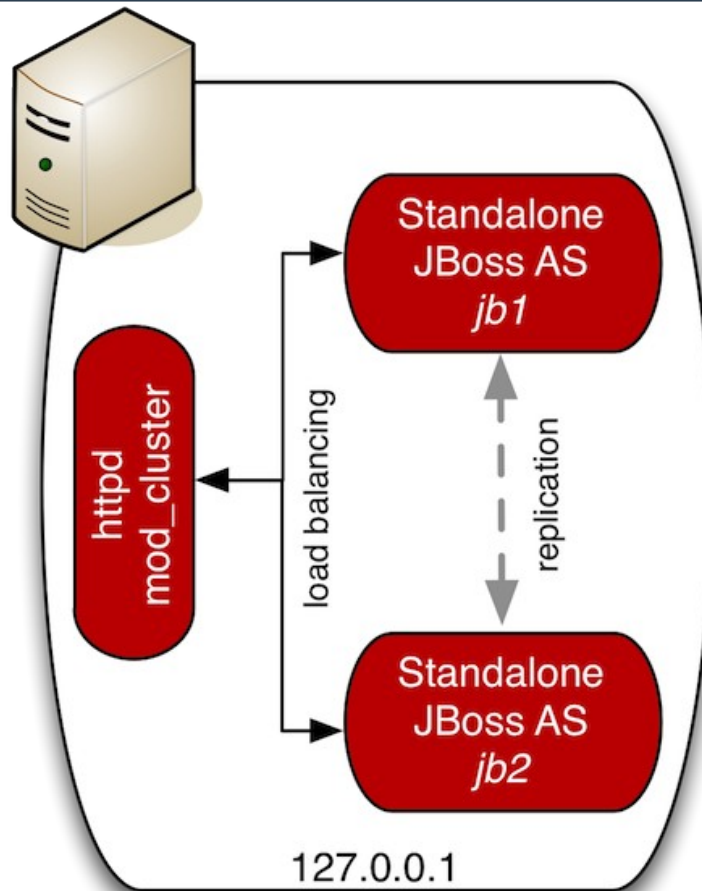 Standalone
JBoss AS
jb1
httpd
mod_cluster
load balancing
replication
Standalone
JBoss AS
jb2
127.0.0.1